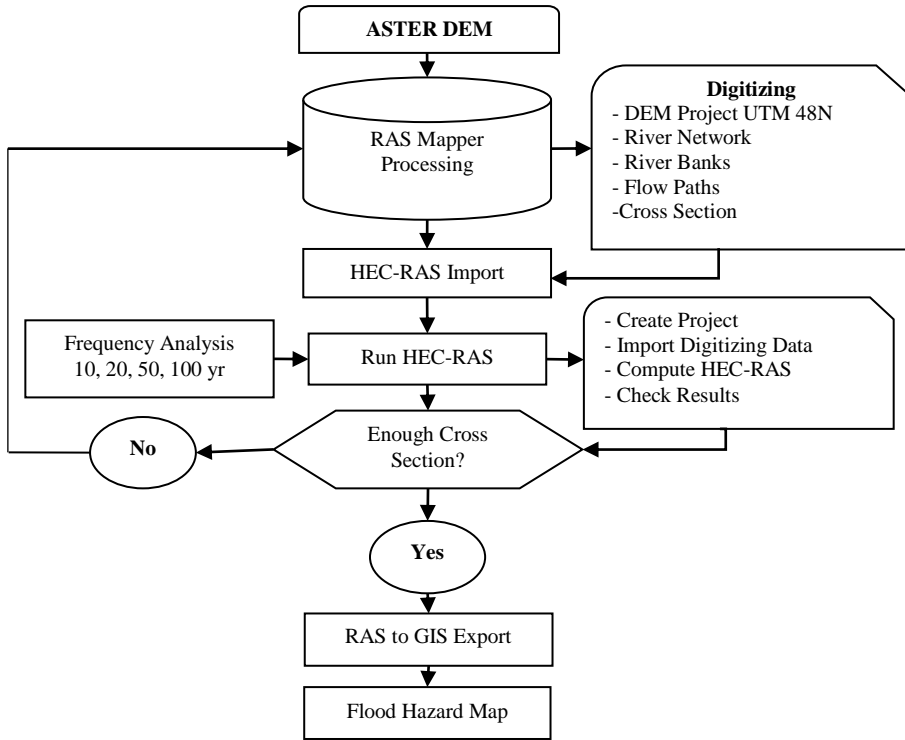 ASTER DEM
RAS Mapper
Processing
Digitizing
- DEM Project UTM 48N
- River Network
- River Banks
- Flow Paths
-Cross Section
HEC-RAS Import
Frequency Analysis
10, 20, 50, 100 yr
Run HEC-RAS
- Create Project
- Import Digitizing Data
- Compute HEC-RAS
- Check Results
Enough Cross
Section?
No
Yes
RAS to GIS Export
Flood Hazard Map